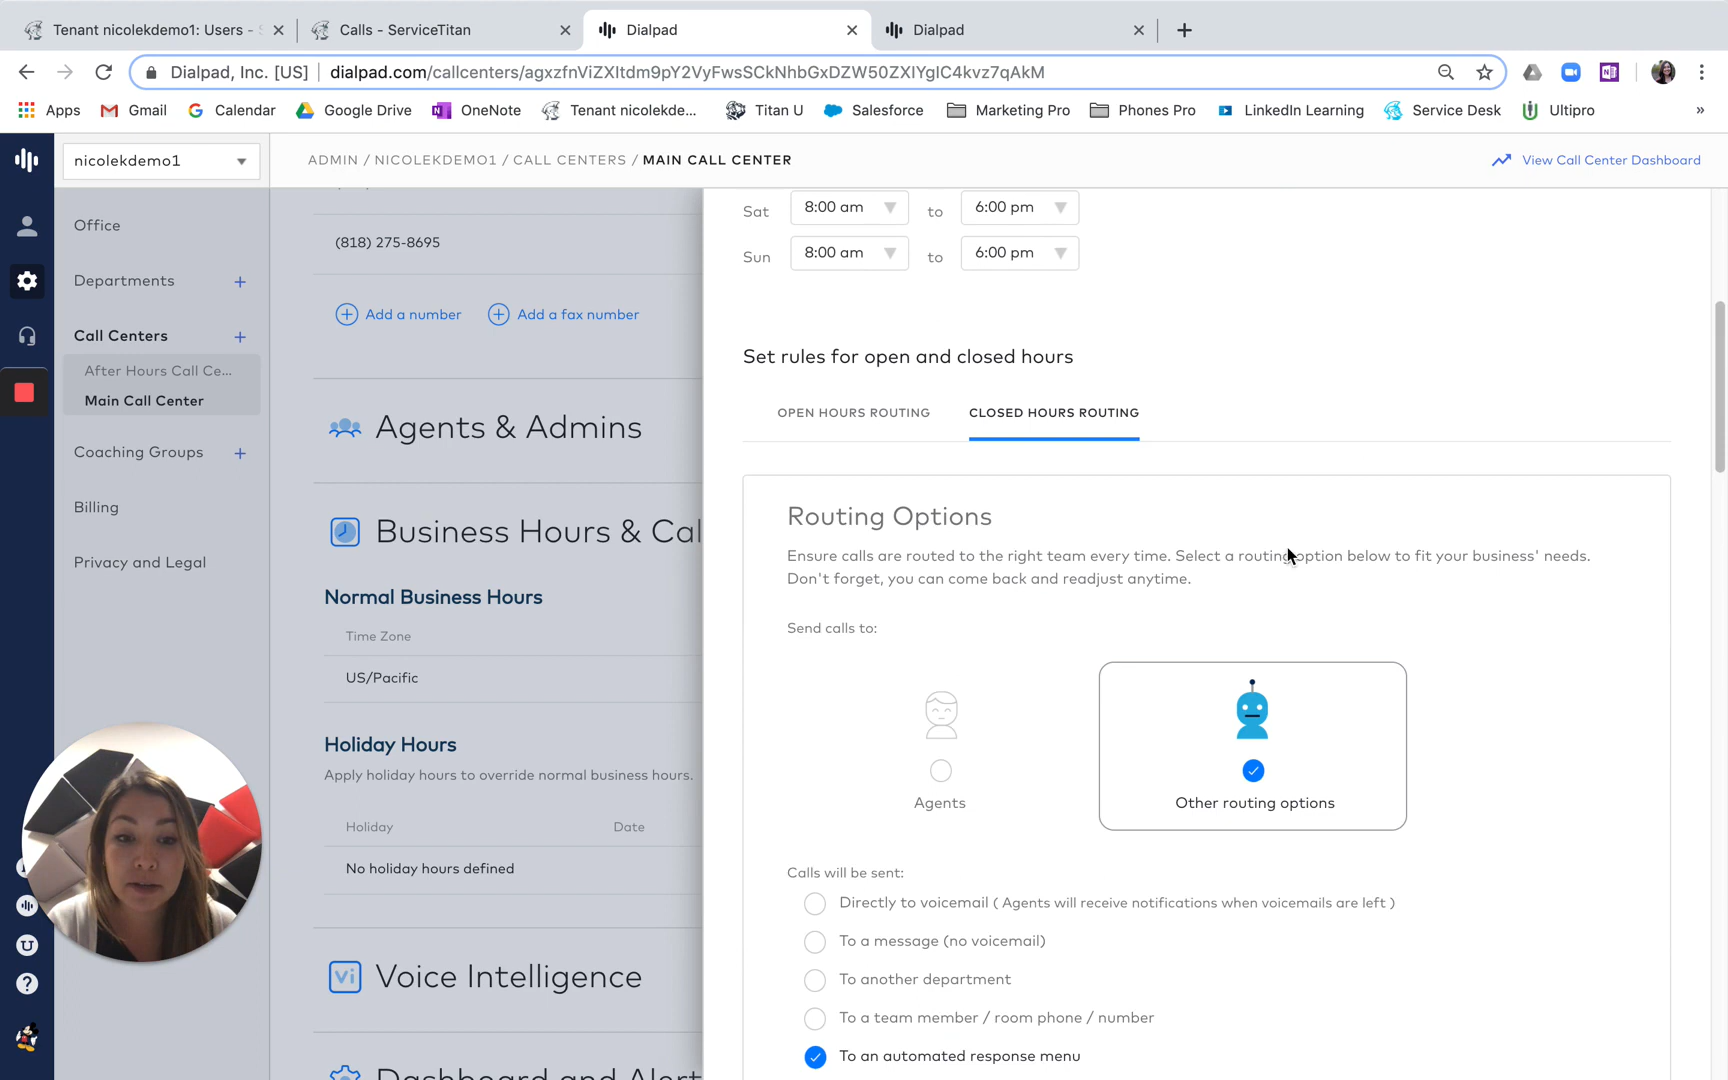 Tenant nicolekdemo1: Users - S
Calls - ServiceTitan
Dialpad
Dialpad
Dialpad, Inc. [US]
dialpad.com/callcenters/agxzfnViZXItdm9pY2VyFwsSCkNhbGxDZW50ZXIYgIC4kvz7qAkM
Apps
Gmail
Calendar
Google Drive
OneNote
Tenant nicolekde...
Titan U
Salesforce
Marketing Pro
Phones Pro
LinkedIn Learning
Service Desk
Ultipro
»
nicolekdemo1
ADMIN / NICOLEKDEMO1 / CALL CENTERS / MAIN CALL CENTER
View Call Center Dashboard
Office
Departments
Call Centers
After Hours Call Ce...
Main Call Center
Coaching Groups
Billing
Privacy and Legal
(818) 275-8695
Add a number
Add a fax number
Agents & Admins
Business Hours & Cal
Normal Business Hours
Time Zone
US/Pacific
Holiday Hours
Apply holiday hours to override normal business hours.
Holiday Date
No holiday hours defined
vi Voice Intelligence
Dashboard and Alert
Sat 8:00 am to 6:00 pm
Sun 8:00 am to 6:00 pm
Set rules for open and closed hours
OPEN HOURS ROUTING CLOSED HOURS ROUTING
Routing Options
Ensure calls are routed to the right team every time. Select a routing option below to fit your business' needs.
Don't forget, you can come back and readjust anytime.
Send calls to:
Agents
Other routing options
Calls will be sent:
Directly to voicemail ( Agents will receive notifications when voicemails are left )
To a message (no voicemail)
To another department
To a team member / room phone / number
To an automated response menu